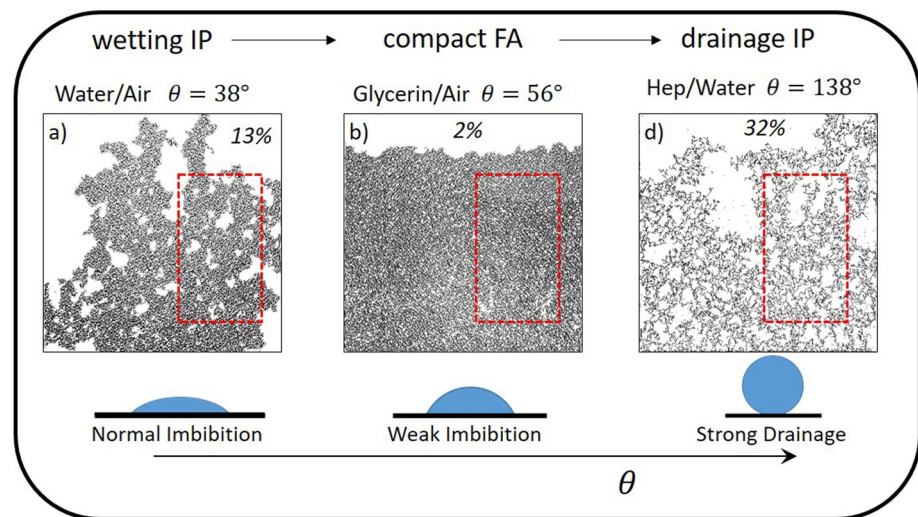 wetting IP compact FA drainage IP
Water/Air θ = 38° Glycerin/Air θ = 56° Hep/Water θ = 138°
a) 13% b) 2% d) 32%
Normal Imbibition Weak Imbibition Strong Drainage
θ